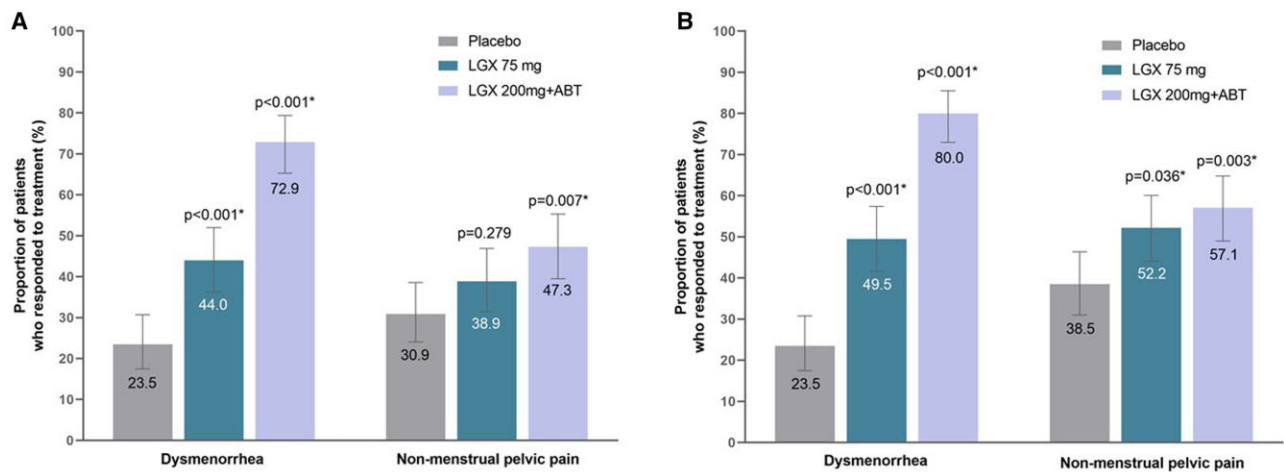 A
Proportion of patients
who responded to treatment (%)
100
90
80
70
60
50
40
30
20
10
0
Placebo
LGX 75 mg
LGX 200mg+ABT
p<0.001*
p<0.001*
p=0.279
p=0.007*
23.5
44.0
72.9
30.9
38.9
47.3
Dysmenorrhea
Non-menstrual pelvic pain
B
Proportion of patients
who responded to treatment (%)
100
90
80
70
60
50
40
30
20
10
0
Placebo
LGX 75 mg
LGX 200mg+ABT
p<0.001*
p<0.001*
p=0.036*
p=0.003*
23.5
49.5
80.0
38.5
52.2
57.1
Dysmenorrhea
Non-menstrual pelvic pain